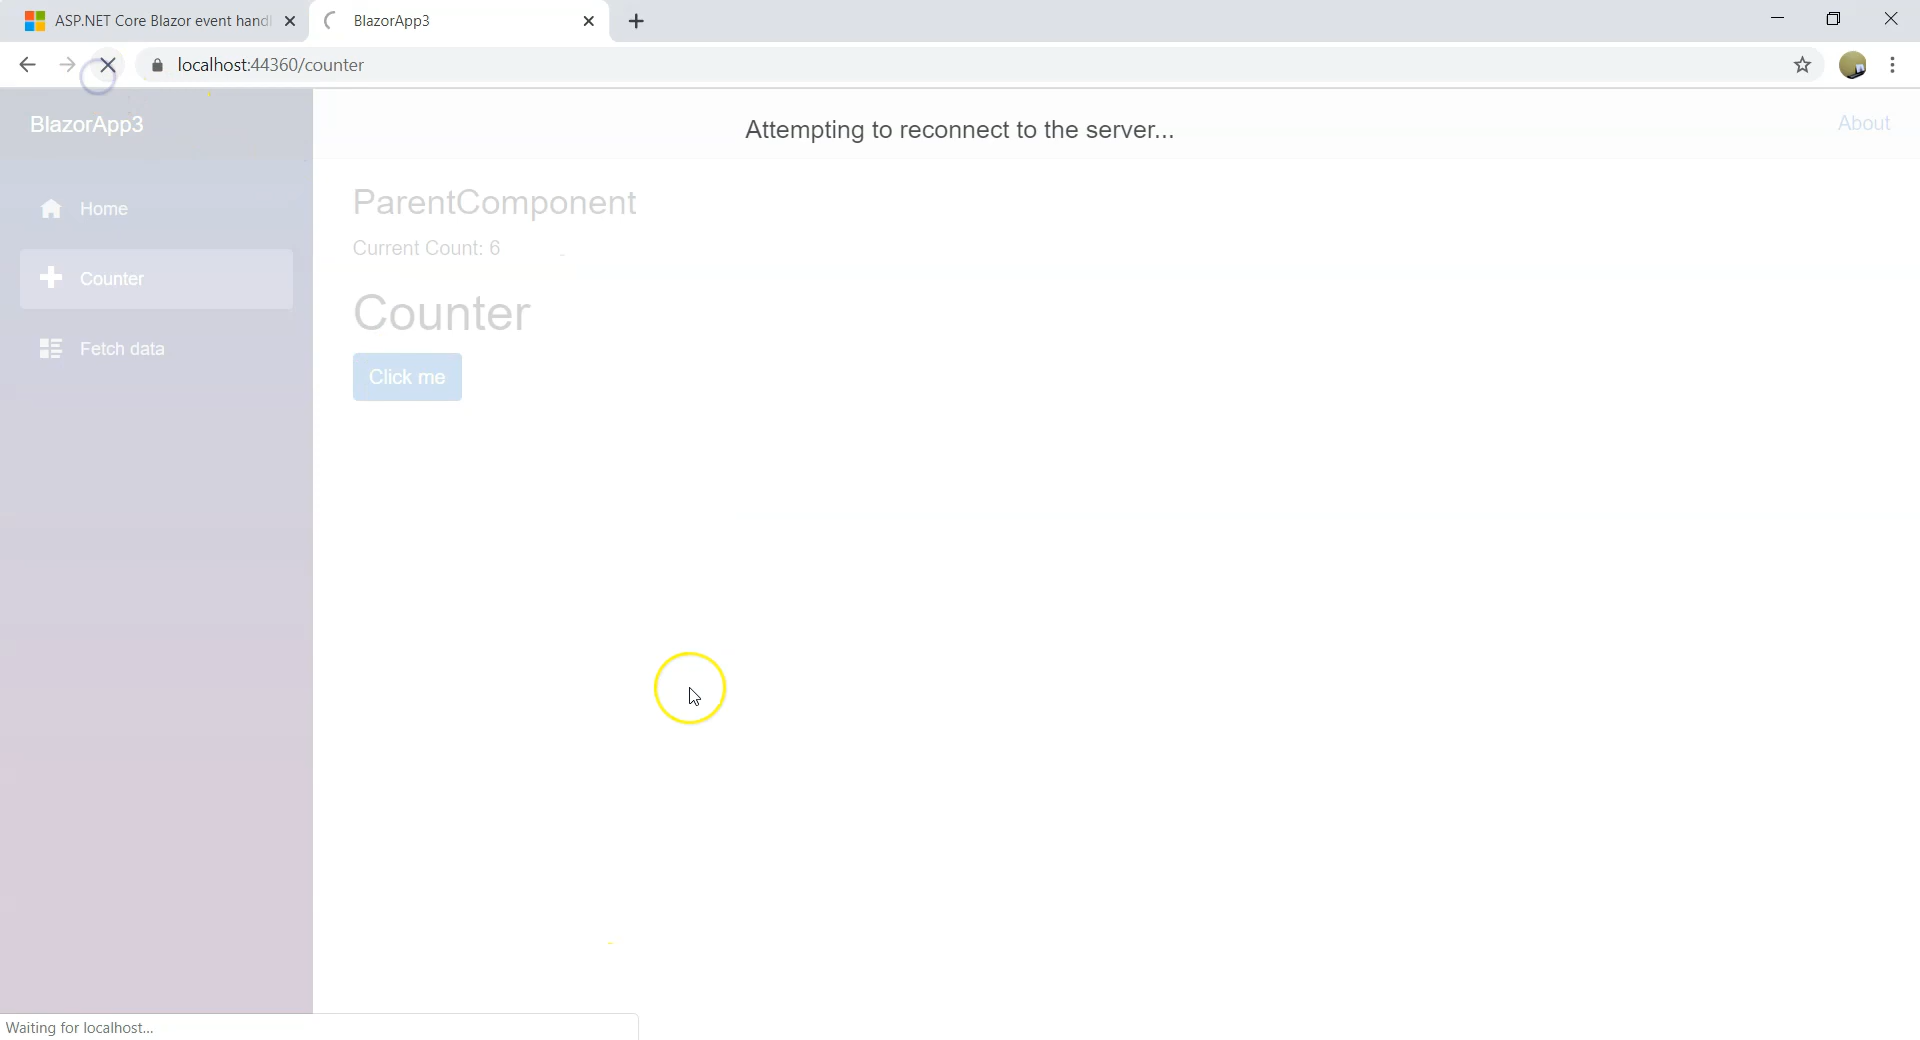 ASP.NET Core Blazor event handl
BlazorApp3
localhost:44360/counter
BlazorApp3
Attempting to reconnect to the server...
About
Home
Counter
Fetch data
ParentComponent
Current Count: 6
Counter
Click me
Waiting for localhost...